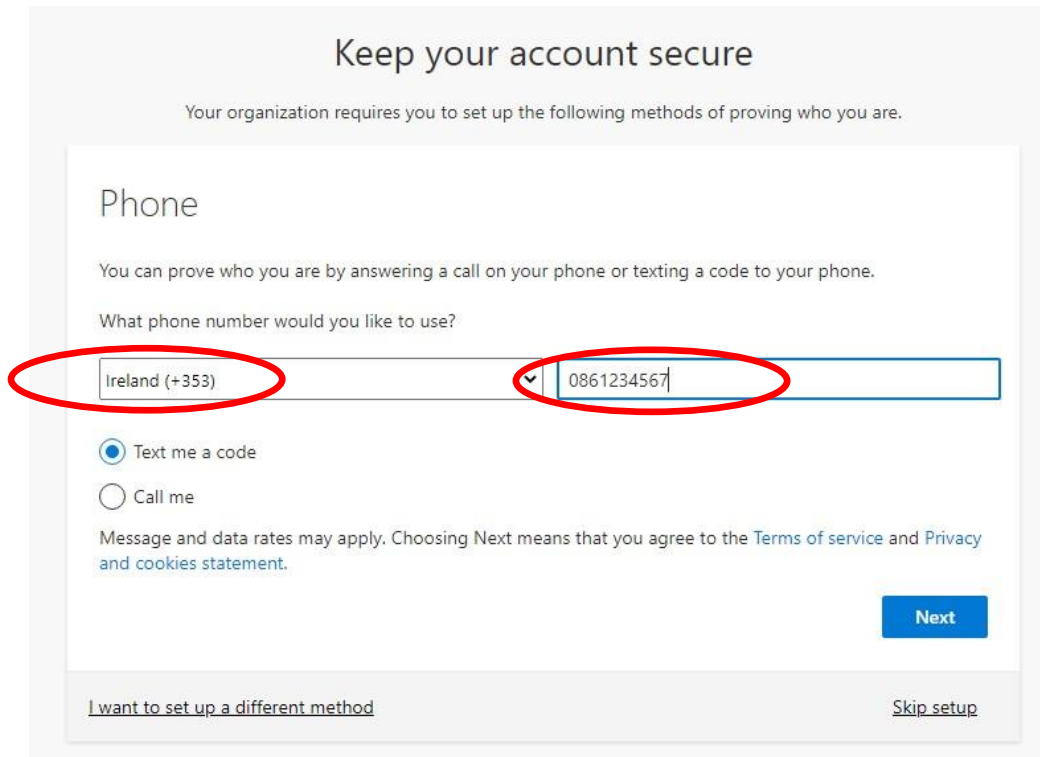 Keep your account secure
Your organization requires you to set up the following methods of proving who you are.
Phone
You can prove who you are by answering a call on your phone or texting a code to your phone.
What phone number would you like to use?
Ireland (+353)
0861234567
Text me a code
Call me
Message and data rates may apply. Choosing Next means that you agree to the Terms of service and Privacy
and cookies statement.
Next
I want to set up a different method
Skip setup